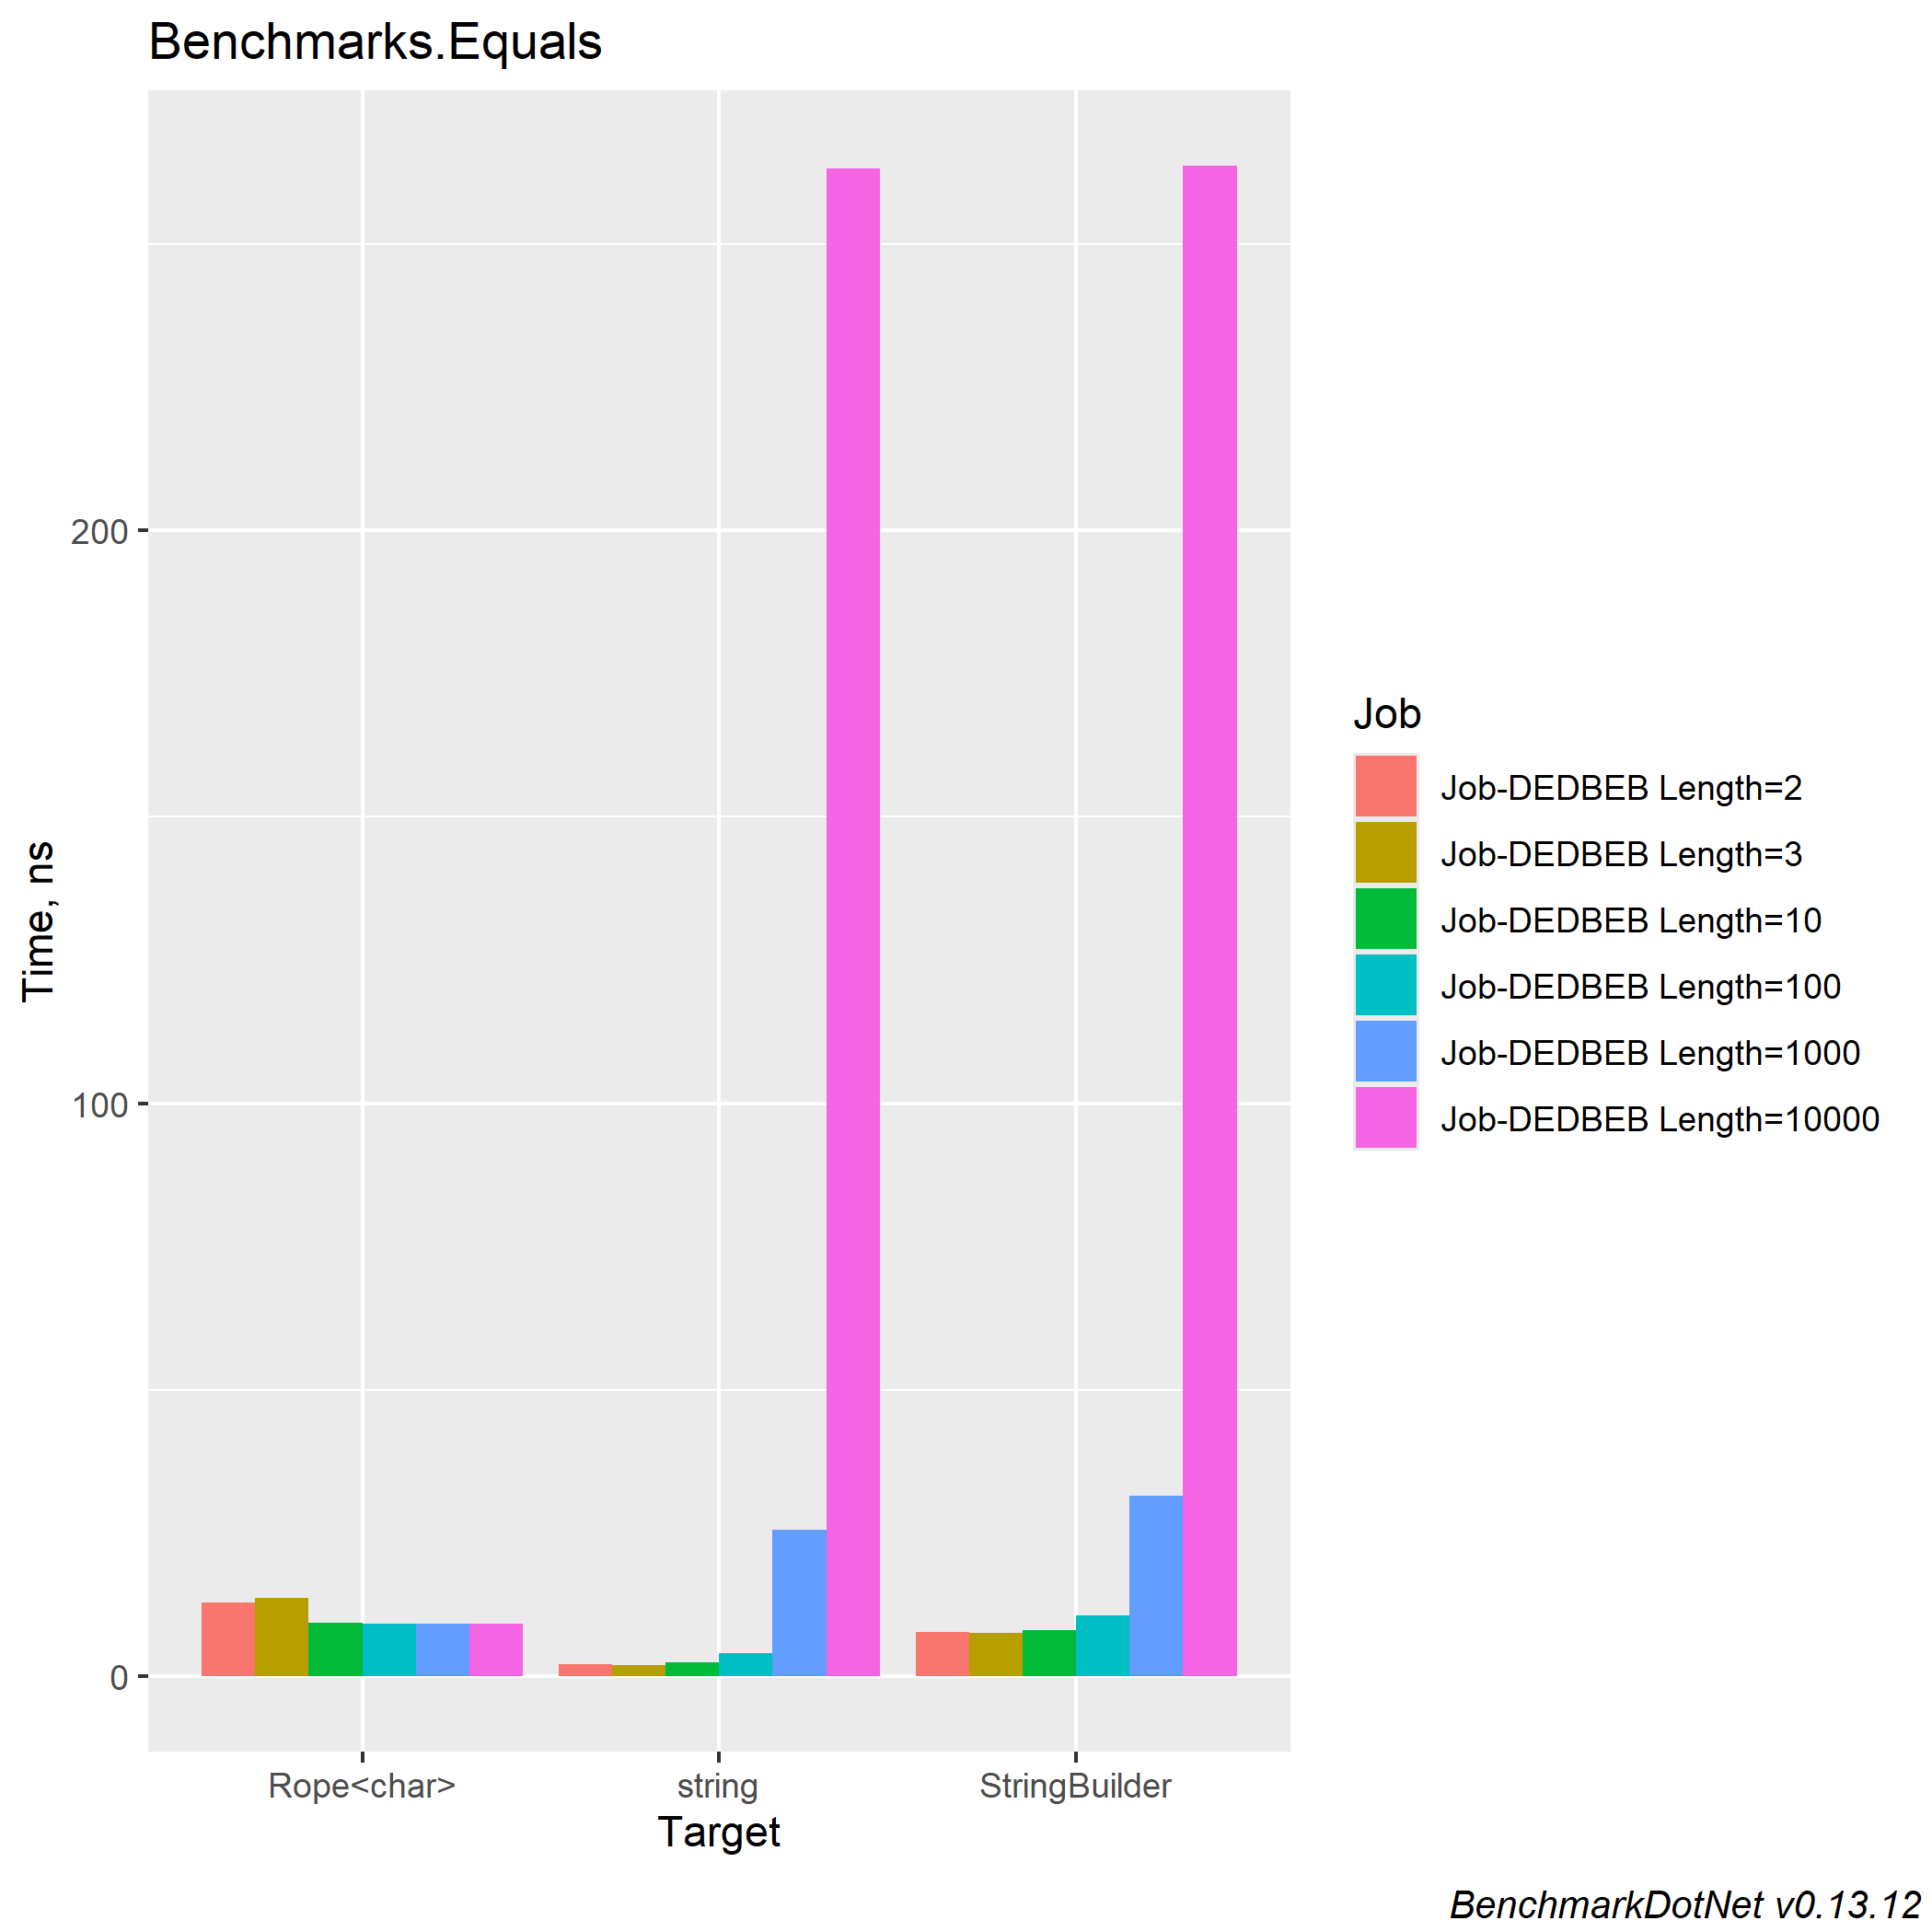 Benchmarks.Equals
Time, ns
200
100
0
Rope<char>
string
StringBuilder
Target
Job
Job-DEDBEB Length=2
Job-DEDBEB Length=3
Job-DEDBEB Length=10
Job-DEDBEB Length=100
Job-DEDBEB Length=1000
Job-DEDBEB Length=10000
BenchmarkDotNet v0.13.12